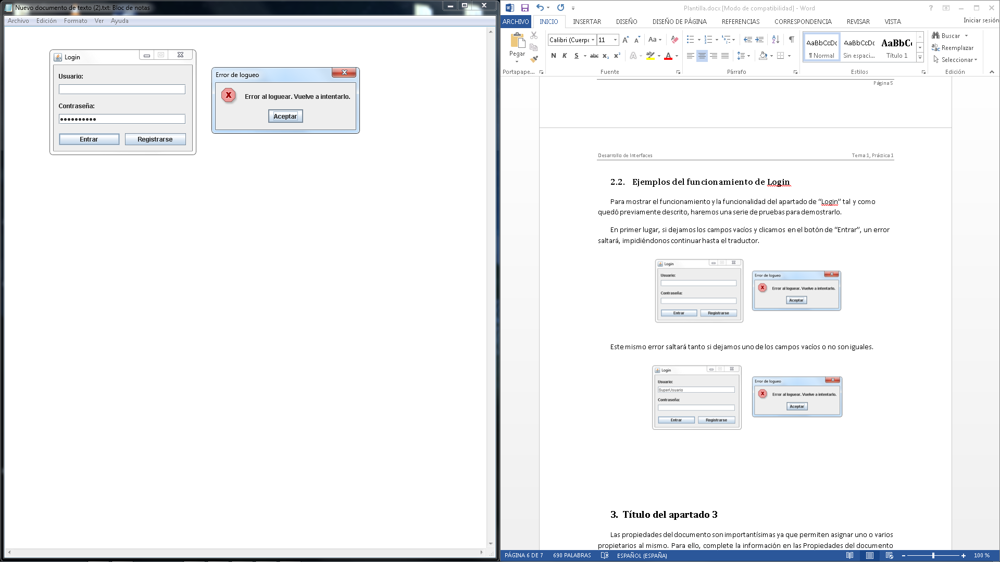 Nuevo documento de texto (2).txt: Bloc de notas
Archivo Edición Formato Ver Ayuda
Login
Usuario:
Contraseña:
••••••••••
Entrar Registrarse
Error de logueo
Error al loguear. Vuelve a intentarlo.
Aceptar
Plantilla.docx [Modo de compatibilidad] - Word
ARCHIVO INICIO INSERTAR DISEÑO DISEÑO DE PÁGINA REFERENCIAS CORRESPONDENCIA REVISAR VISTA Iniciar sesión
Pegar
Calibri (Cuerpo 11
N K S abc x₂ x²
AaBbCcDc AaBbCcDc AaBbCc
¶ Normal Sin espaci... Título 1
Buscar
Reemplazar
Seleccionar
Portapape... Fuente Párrafo Estilos Edición
Página 5
Desarrollo de Interfaces Tema 1, Práctica 1
2.2. Ejemplos del funcionamiento de Login
Para mostrar el funcionamiento y la funcionalidad del apartado de “Login” tal y como
quedó previamente descrito, haremos una serie de pruebas para demostrarlo.
En primer lugar, si dejamos los campos vacíos y clicamos en el botón de “Entrar”, un error
saltará, impidiéndonos continuar hasta el traductor.
Login
Usuario:
Contraseña:
Entrar Registrarse
Error de logueo
Error al loguear. Vuelve a intentarlo.
Aceptar
Este mismo error saltará tanto si dejamos uno de los campos vacíos o no son iguales.
Login
Usuario:
SuperUsuario
Contraseña:
Entrar Registrarse
Error de logueo
Error al loguear. Vuelve a intentarlo.
Aceptar
3. Título del apartado 3
Las propiedades del documento son importantísimas ya que permiten asignar uno o varios
propietarios al mismo. Para ello, complete la información en las Propiedades del documento
PÁGINA 6 DE 7 690 PALABRAS ESPAÑOL (ESPAÑA) 100 %